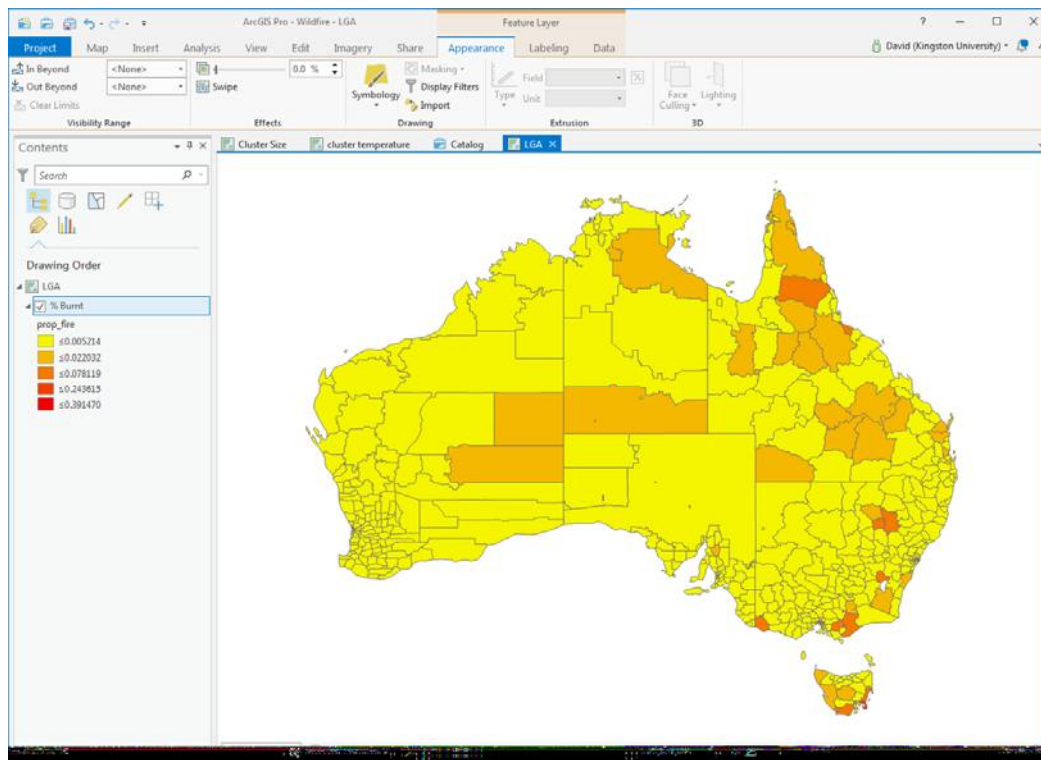 ArcGIS Pro - Wildfire - LGA
Feature Layer
?
Project Map Insert Analysis View Edit Imagery Share Appearance Labeling Data
David (Kingston University)
In Beyond <None>
Out Beyond <None>
Clear Limits
Visibility Range
0.0 %
Swipe
Effects
Symbology
Masking
Display Filters
Import
Drawing
Type
Field
Unit
Extrusion
Face Culling
Lighting
3D
Contents
Cluster Size
cluster temperature
Catalog
LGA
Search
Drawing Order
LGA
% Burnt
prop_fire
≤0.005214
≤0.022032
≤0.078119
≤0.243615
≤0.391470